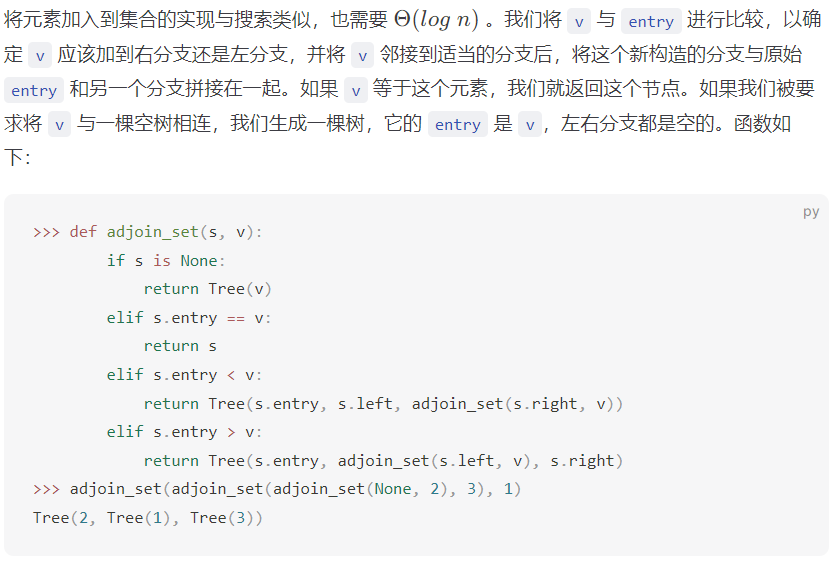 将元素加入到集合的实现与搜索类似，也需要 Θ(log n) 。我们将 v 与 entry 进行比较，以确
定 v 应该加到右分支还是左分支，并将 v 邻接到适当的分支后，将这个新构造的分支与原始
entry 和另一个分支拼接在一起。如果 v 等于这个元素，我们就返回这个节点。如果我们被要
求将 v 与一棵空树相连，我们生成一棵树，它的 entry 是 v，左右分支都是空的。函数如
下：
py
>>> def adjoin_set(s, v):
        if s is None:
            return Tree(v)
        elif s.entry == v:
            return s
        elif s.entry < v:
            return Tree(s.entry, s.left, adjoin_set(s.right, v))
        elif s.entry > v:
            return Tree(s.entry, adjoin_set(s.left, v), s.right)
>>> adjoin_set(adjoin_set(adjoin_set(None, 2), 3), 1)
Tree(2, Tree(1), Tree(3))